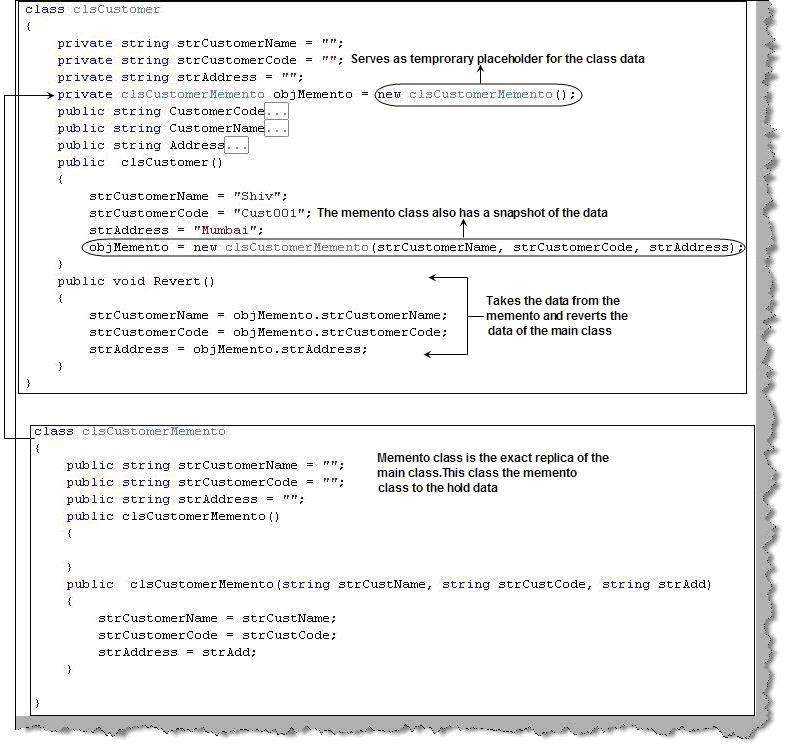 class clsCustomer
{
private string strCustomerName = "";
private string strCustomerCode = ""; Serves as temprorary placeholder for the class data
private string strAddress = "";
private clsCustomerMemento objMemento = new clsCustomerMemento();
public string CustomerCode...
public string CustomerName...
public string Address...
public clsCustomer()
{
strCustomerName = "Shiv";
strCustomerCode = "Cust001"; The memento class also has a snapshot of the data
strAddress = "Mumbai";
objMemento = new clsCustomerMemento(strCustomerName, strCustomerCode, strAddress);
}
public void Revert()
{
strCustomerName = objMemento.strCustomerName;
strCustomerCode = objMemento.strCustomerCode;
strAddress = objMemento.strAddress;
}
}
Takes the data from the
memento and reverts the
data of the main class
class clsCustomerMemento
{
public string strCustomerName = "";
public string strCustomerCode = "";
public string strAddress = "";
public clsCustomerMemento()
{
}
public clsCustomerMemento(string strCustName, string strCustCode, string strAdd)
{
strCustomerName = strCustName;
strCustomerCode = strCustCode;
strAddress = strAdd;
}
}
Memento class is the exact replica of the
main class.This class the memento
class to the hold data